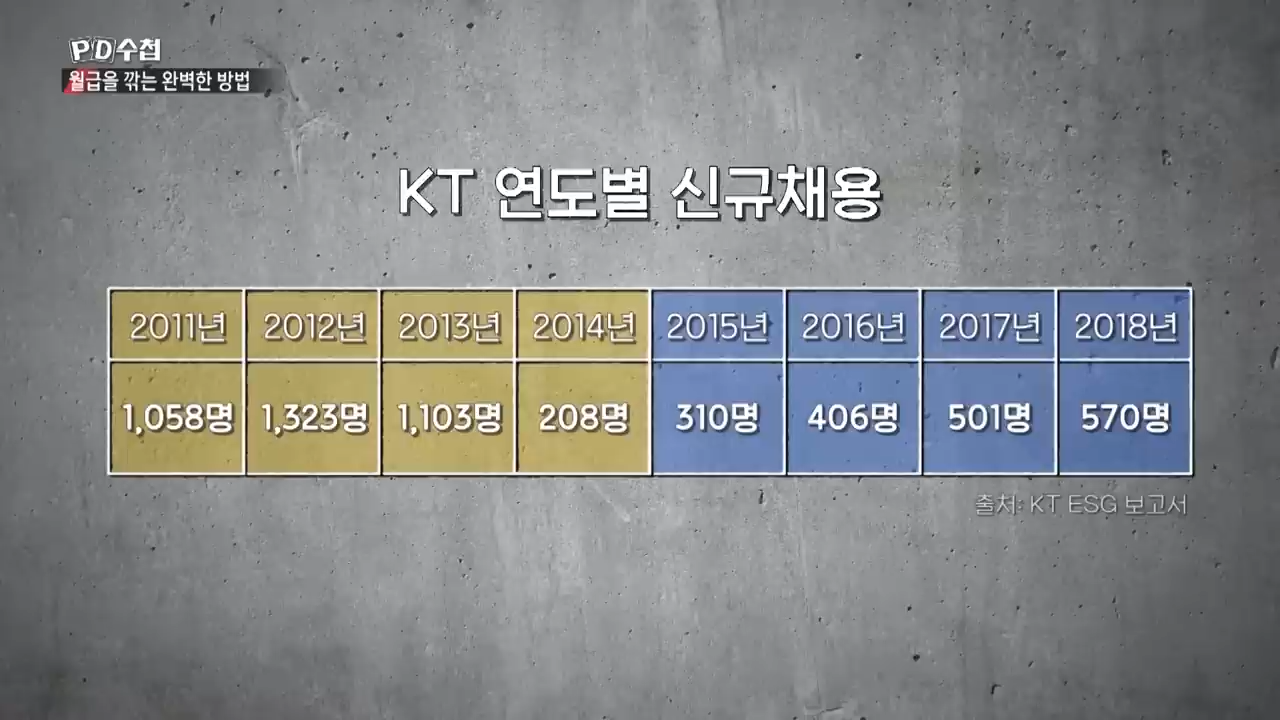 PD수첩
월급을 깎는 완벽한 방법
KT 연도별 신규채용
2011년 2012년 2013년 2014년 2015년 2016년 2017년 2018년
1,058명 1,323명 1,103명 208명 310명 406명 501명 570명
출처: KT ESG 보고서